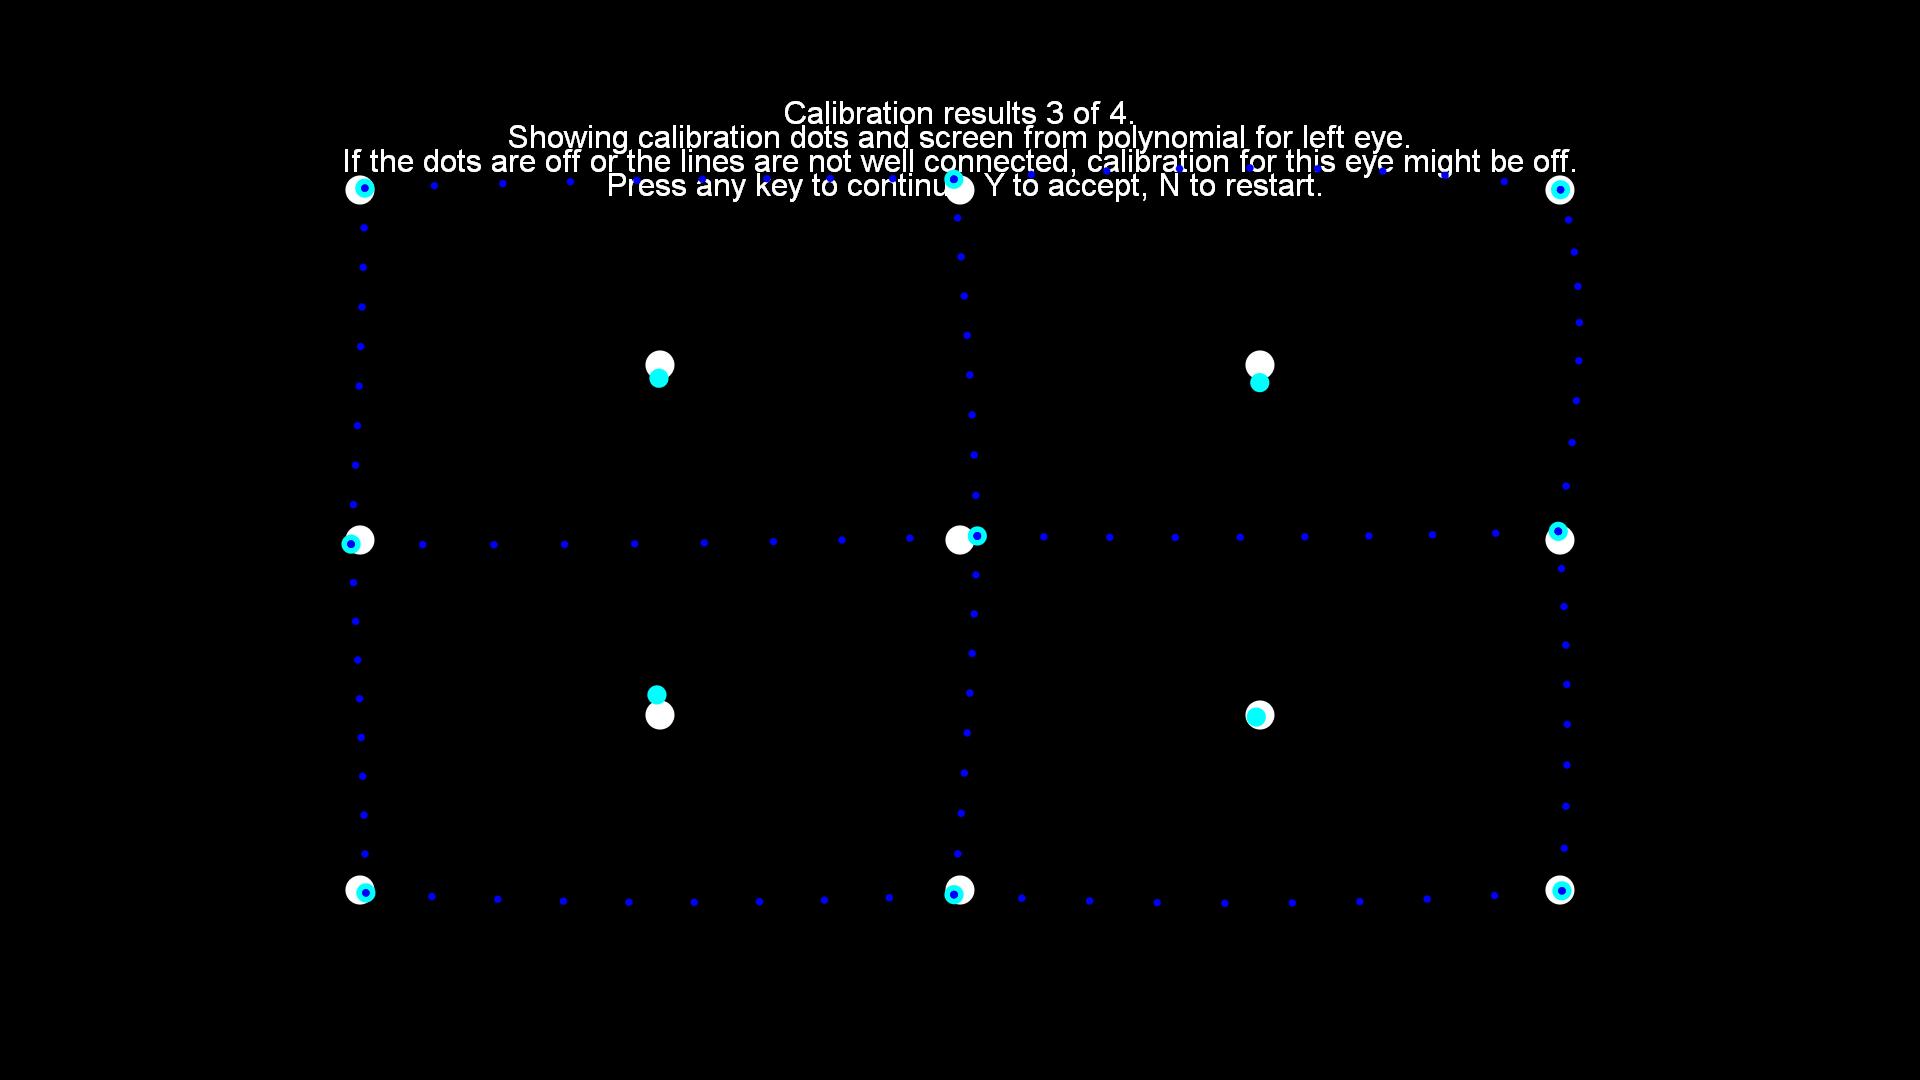 Calibration results 3 of 4.
Showing calibration dots and screen from polynomial for left eye.
If the dots are off or the lines are not well connected, calibration for this eye might be off.
Press any key to continue, Y to accept, N to restart.